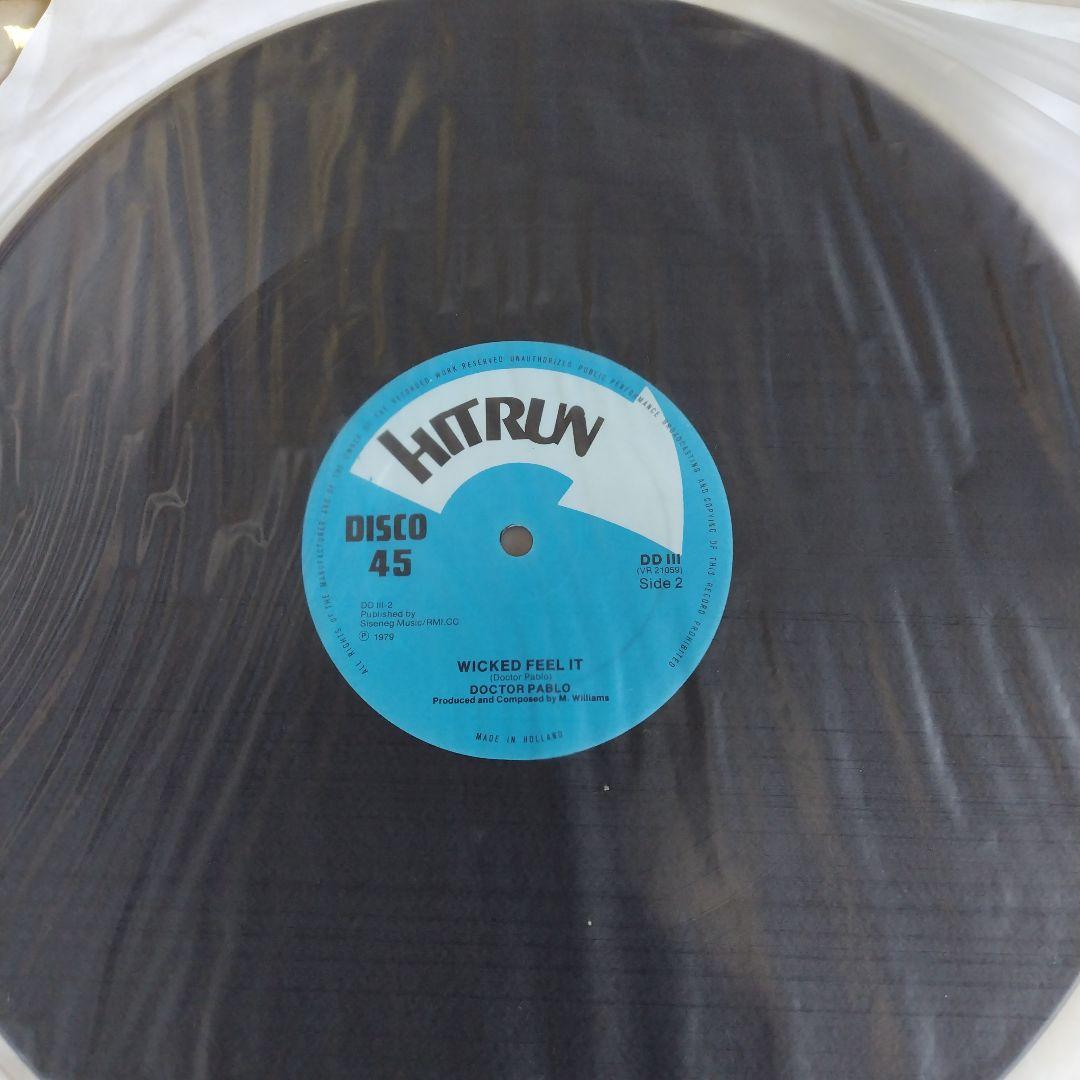 ALL RIGHTS OF THE MANUFACTURER AND OF THE OWNER OF THE RECORDED WORK RESERVED UNAUTHORIZED PUBLIC PERFORMANCE BROADCASTING AND COPYING OF THIS RECORD PROHIBITED
HITRUN
DISCO
45
DD III
(VR 21059)
Side 2
DD III-2
Published by
Siseneg Music/RMI.CC
Ⓟ 1979
WICKED FEEL IT
(Doctor Pablo)
DOCTOR PABLO
Produced and Composed by M. Williams
MADE IN HOLLAND